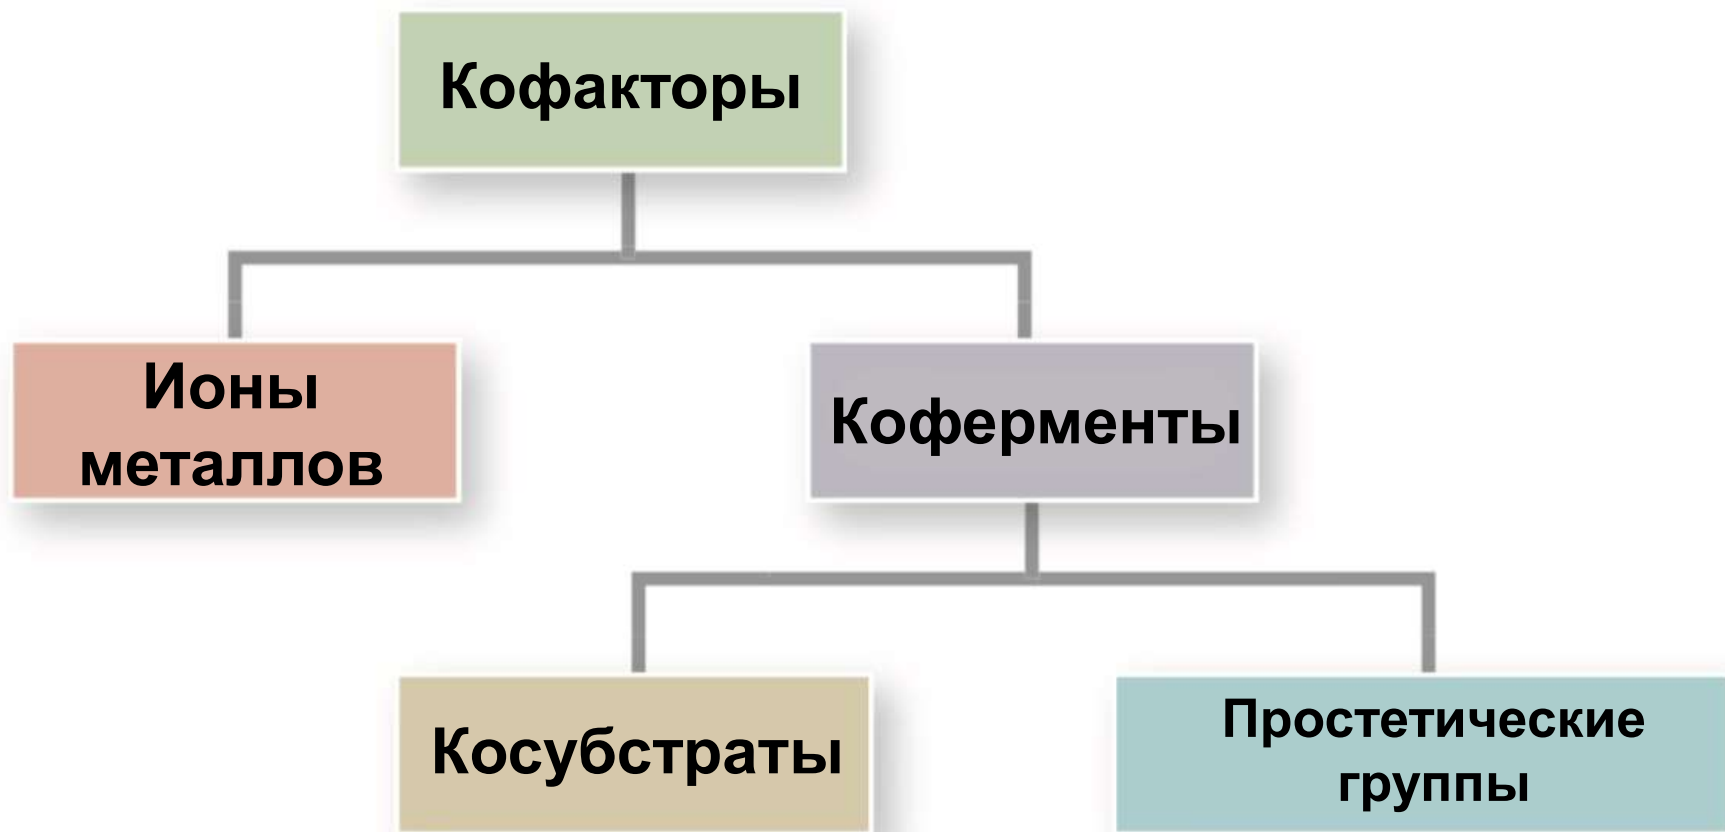 Кофакторы
Ионы
металлов
Коферменты
Косубстраты
Простетические
группы